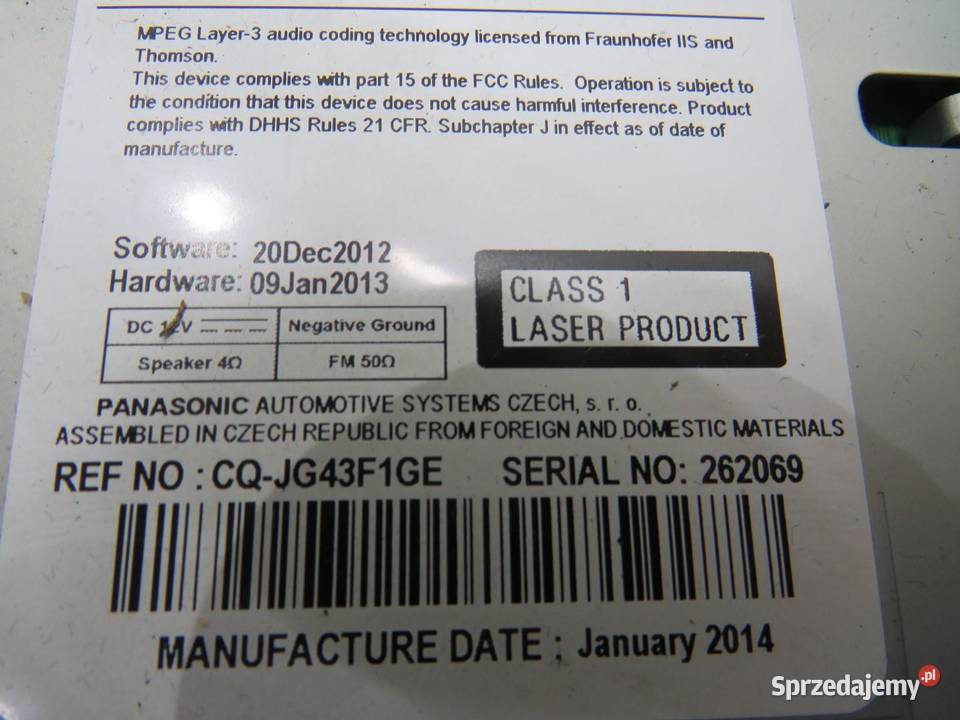 MPEG Layer-3 audio coding technology licensed from Fraunhofer IIS and
Thomson.
This device complies with part 15 of the FCC Rules. Operation is subject to
the condition that this device does not cause harmful interference. Product
complies with DHHS Rules 21 CFR. Subchapter J in effect as of date of
manufacture.
Software: 20Dec2012
Hardware: 09Jan2013
DC 12V Negative Ground
Speaker 4Ω FM 50Ω
CLASS 1
LASER PRODUCT
PANASONIC AUTOMOTIVE SYSTEMS CZECH, s. r. o.
ASSEMBLED IN CZECH REPUBLIC FROM FOREIGN AND DOMESTIC MATERIALS
REF NO : CQ-JG43F1GE SERIAL NO: 262069
MANUFACTURE DATE : January 2014
Sprzedajemy.pl